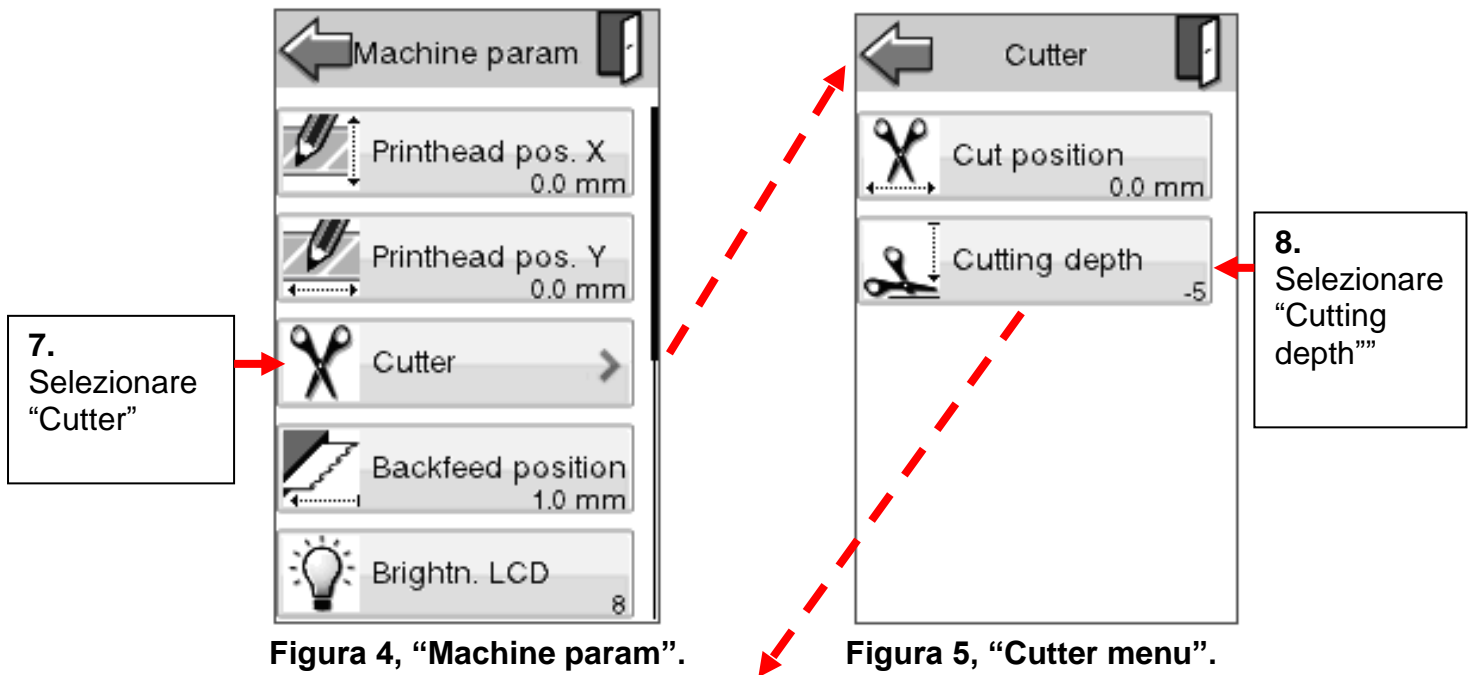 Machine param
Printhead pos. X
0.0 mm
Printhead pos. Y
0.0 mm
Cutter
Backfeed position
1.0 mm
Brightn. LCD
8
7.
Selezionare
“Cutter”
Figura 4, “Machine param”.
Cutter
Cut position
0.0 mm
Cutting depth
-5
8.
Selezionare
“Cutting
depth””
Figura 5, “Cutter menu”.